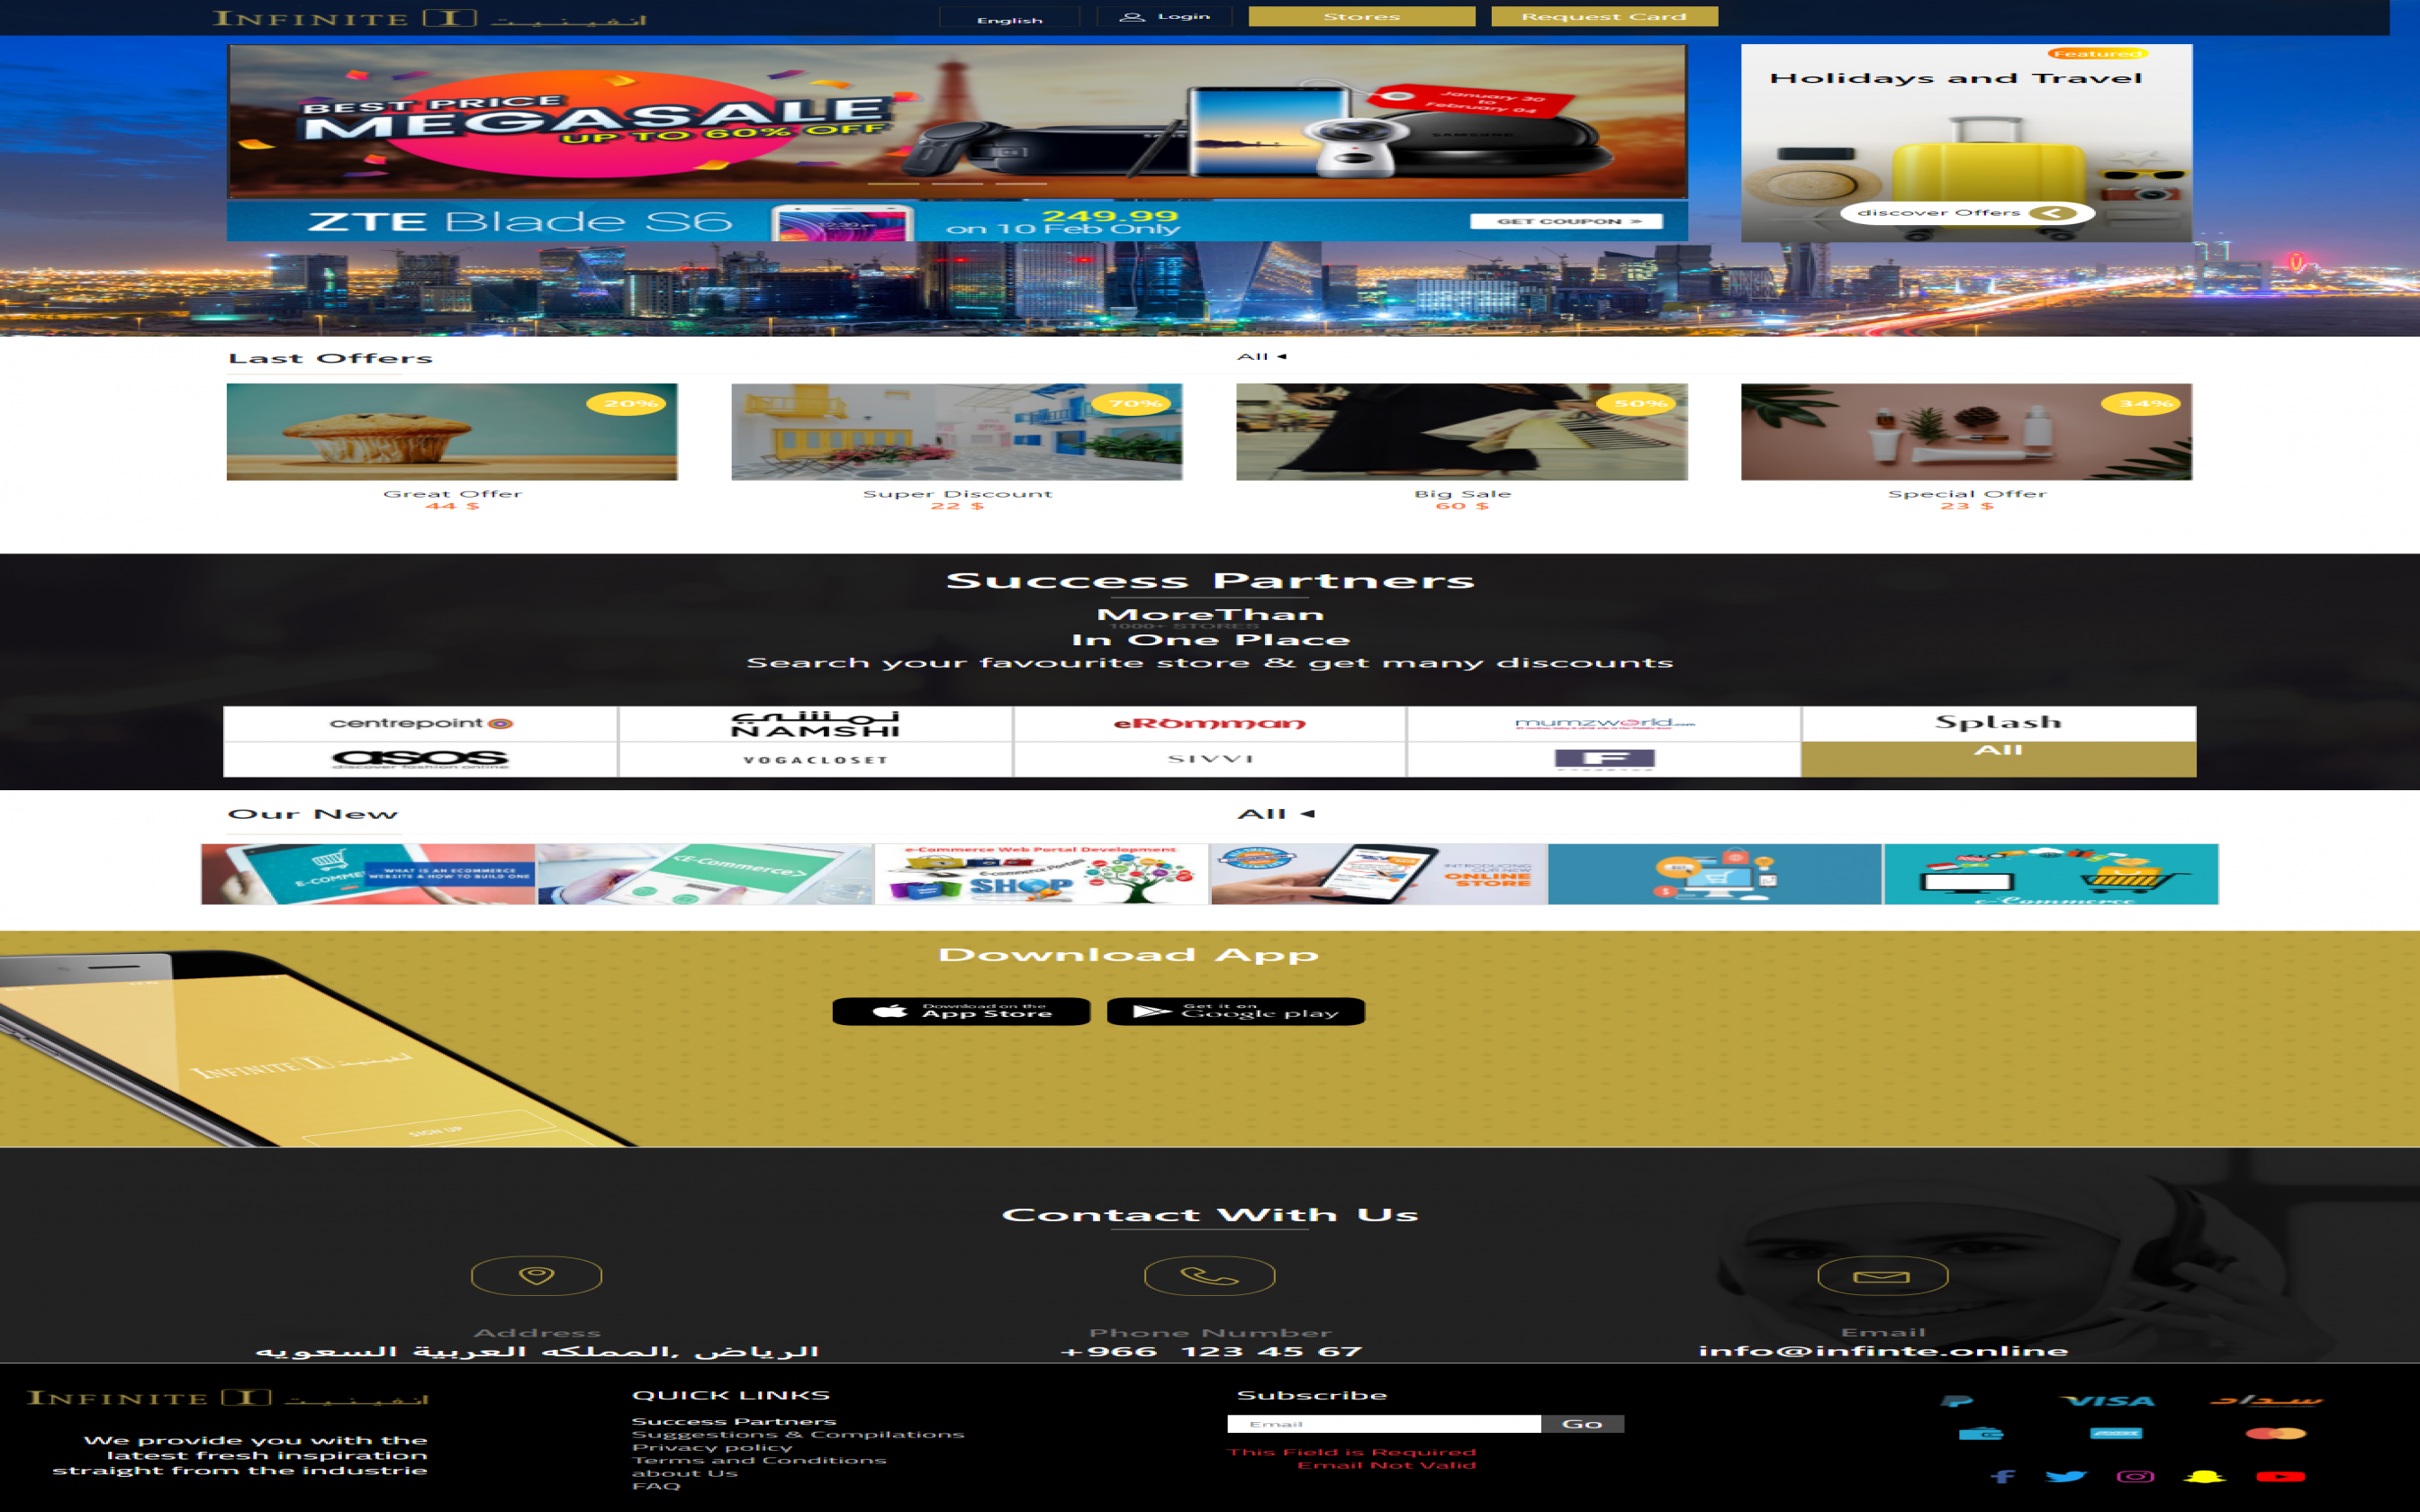 INFINITE I انفينيت
English
Login
Stores
Request Card
BEST PRICE
MEGASALE
UP TO 60% OFF
January 30
to
February 04
SAMSUNG
Featured
Holidays and Travel
discover Offers
ZTE Blade S6
249.99
on 10 Feb Only
GET COUPON »
Last Offers
All
20%
70%
50%
34%
Great Offer
44 $
Super Discount
22 $
Big Sale
60 $
Special Offer
23 $
Success Partners
MoreThan
1000+ STORES
In One Place
Search your favourite store & get many discounts
centrepoint
نمشي
NAMSHI
eRomman
mumzworld.com
Splash
asos
discover fashion online
VOGACLOSET
SIVVI
F
All
Our New
All
E-COMME
WHAT IS AN ECOMMERCE
WEBSITE & HOW TO BUILD ONE
<E-Commerce>
e-Commerce Web Portal Development
e-commerce Portals
SHOP
INTRODUCING
OUR NEW
ONLINE
STORE
e-Commerce
Download App
Download on the
App Store
Get it on
Google play
INFINITE I انفينيت
SIGN UP
Contact With Us
Address
الرياض ,المملكه العربية السعويه
Phone Number
+966 123 45 67
Email
info@infinte.online
INFINITE I انفينيت
We provide you with the
latest fresh inspiration
straight from the industrie
QUICK LINKS
Success Partners
Suggestions & Compilations
Privacy policy
Terms and Conditions
about Us
FAQ
Subscribe
Email
Go
This Field is Required
Email Not Valid
VISA
سداد